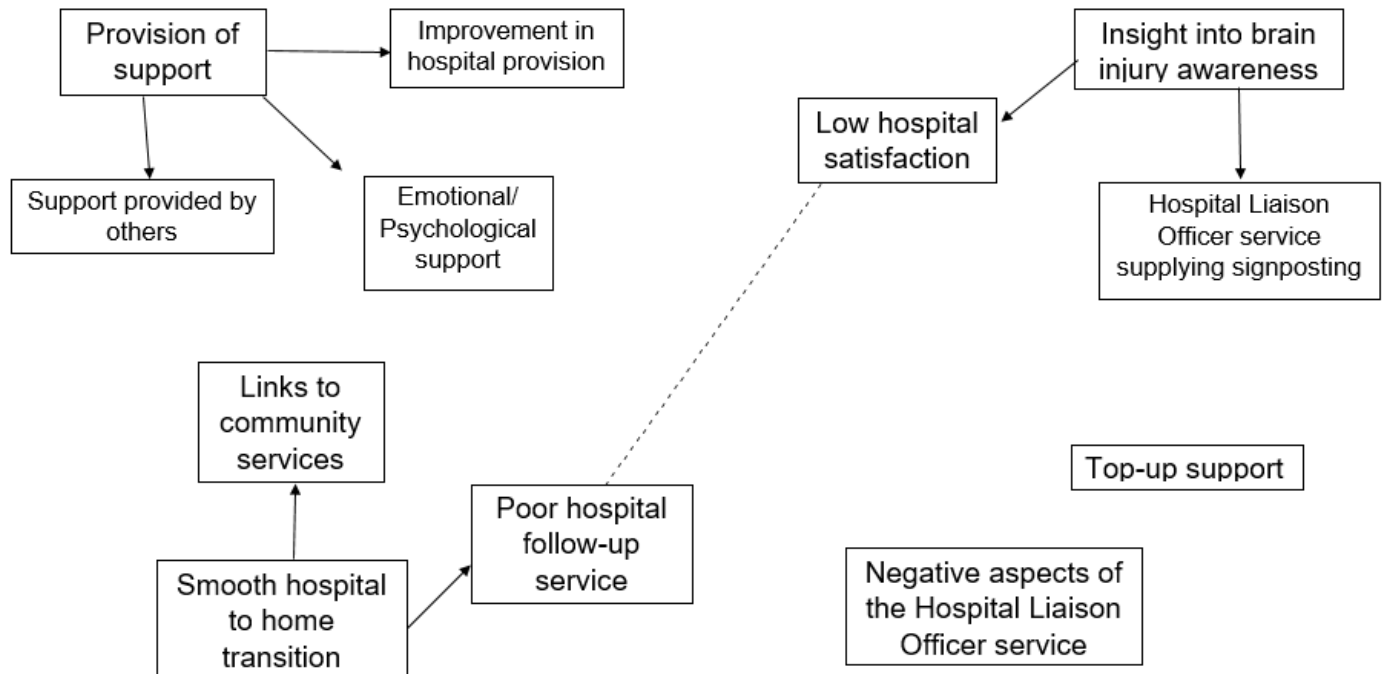 Provision of
support
Improvement in
hospital provision
Support provided by
others
Emotional/
Psychological
support
Insight into brain
injury awareness
Low hospital
satisfaction
Hospital Liaison
Officer service
supplying signposting
Links to
community
services
Poor hospital
follow-up
service
Smooth hospital
to home
transition
Top-up support
Negative aspects of
the Hospital Liaison
Officer service